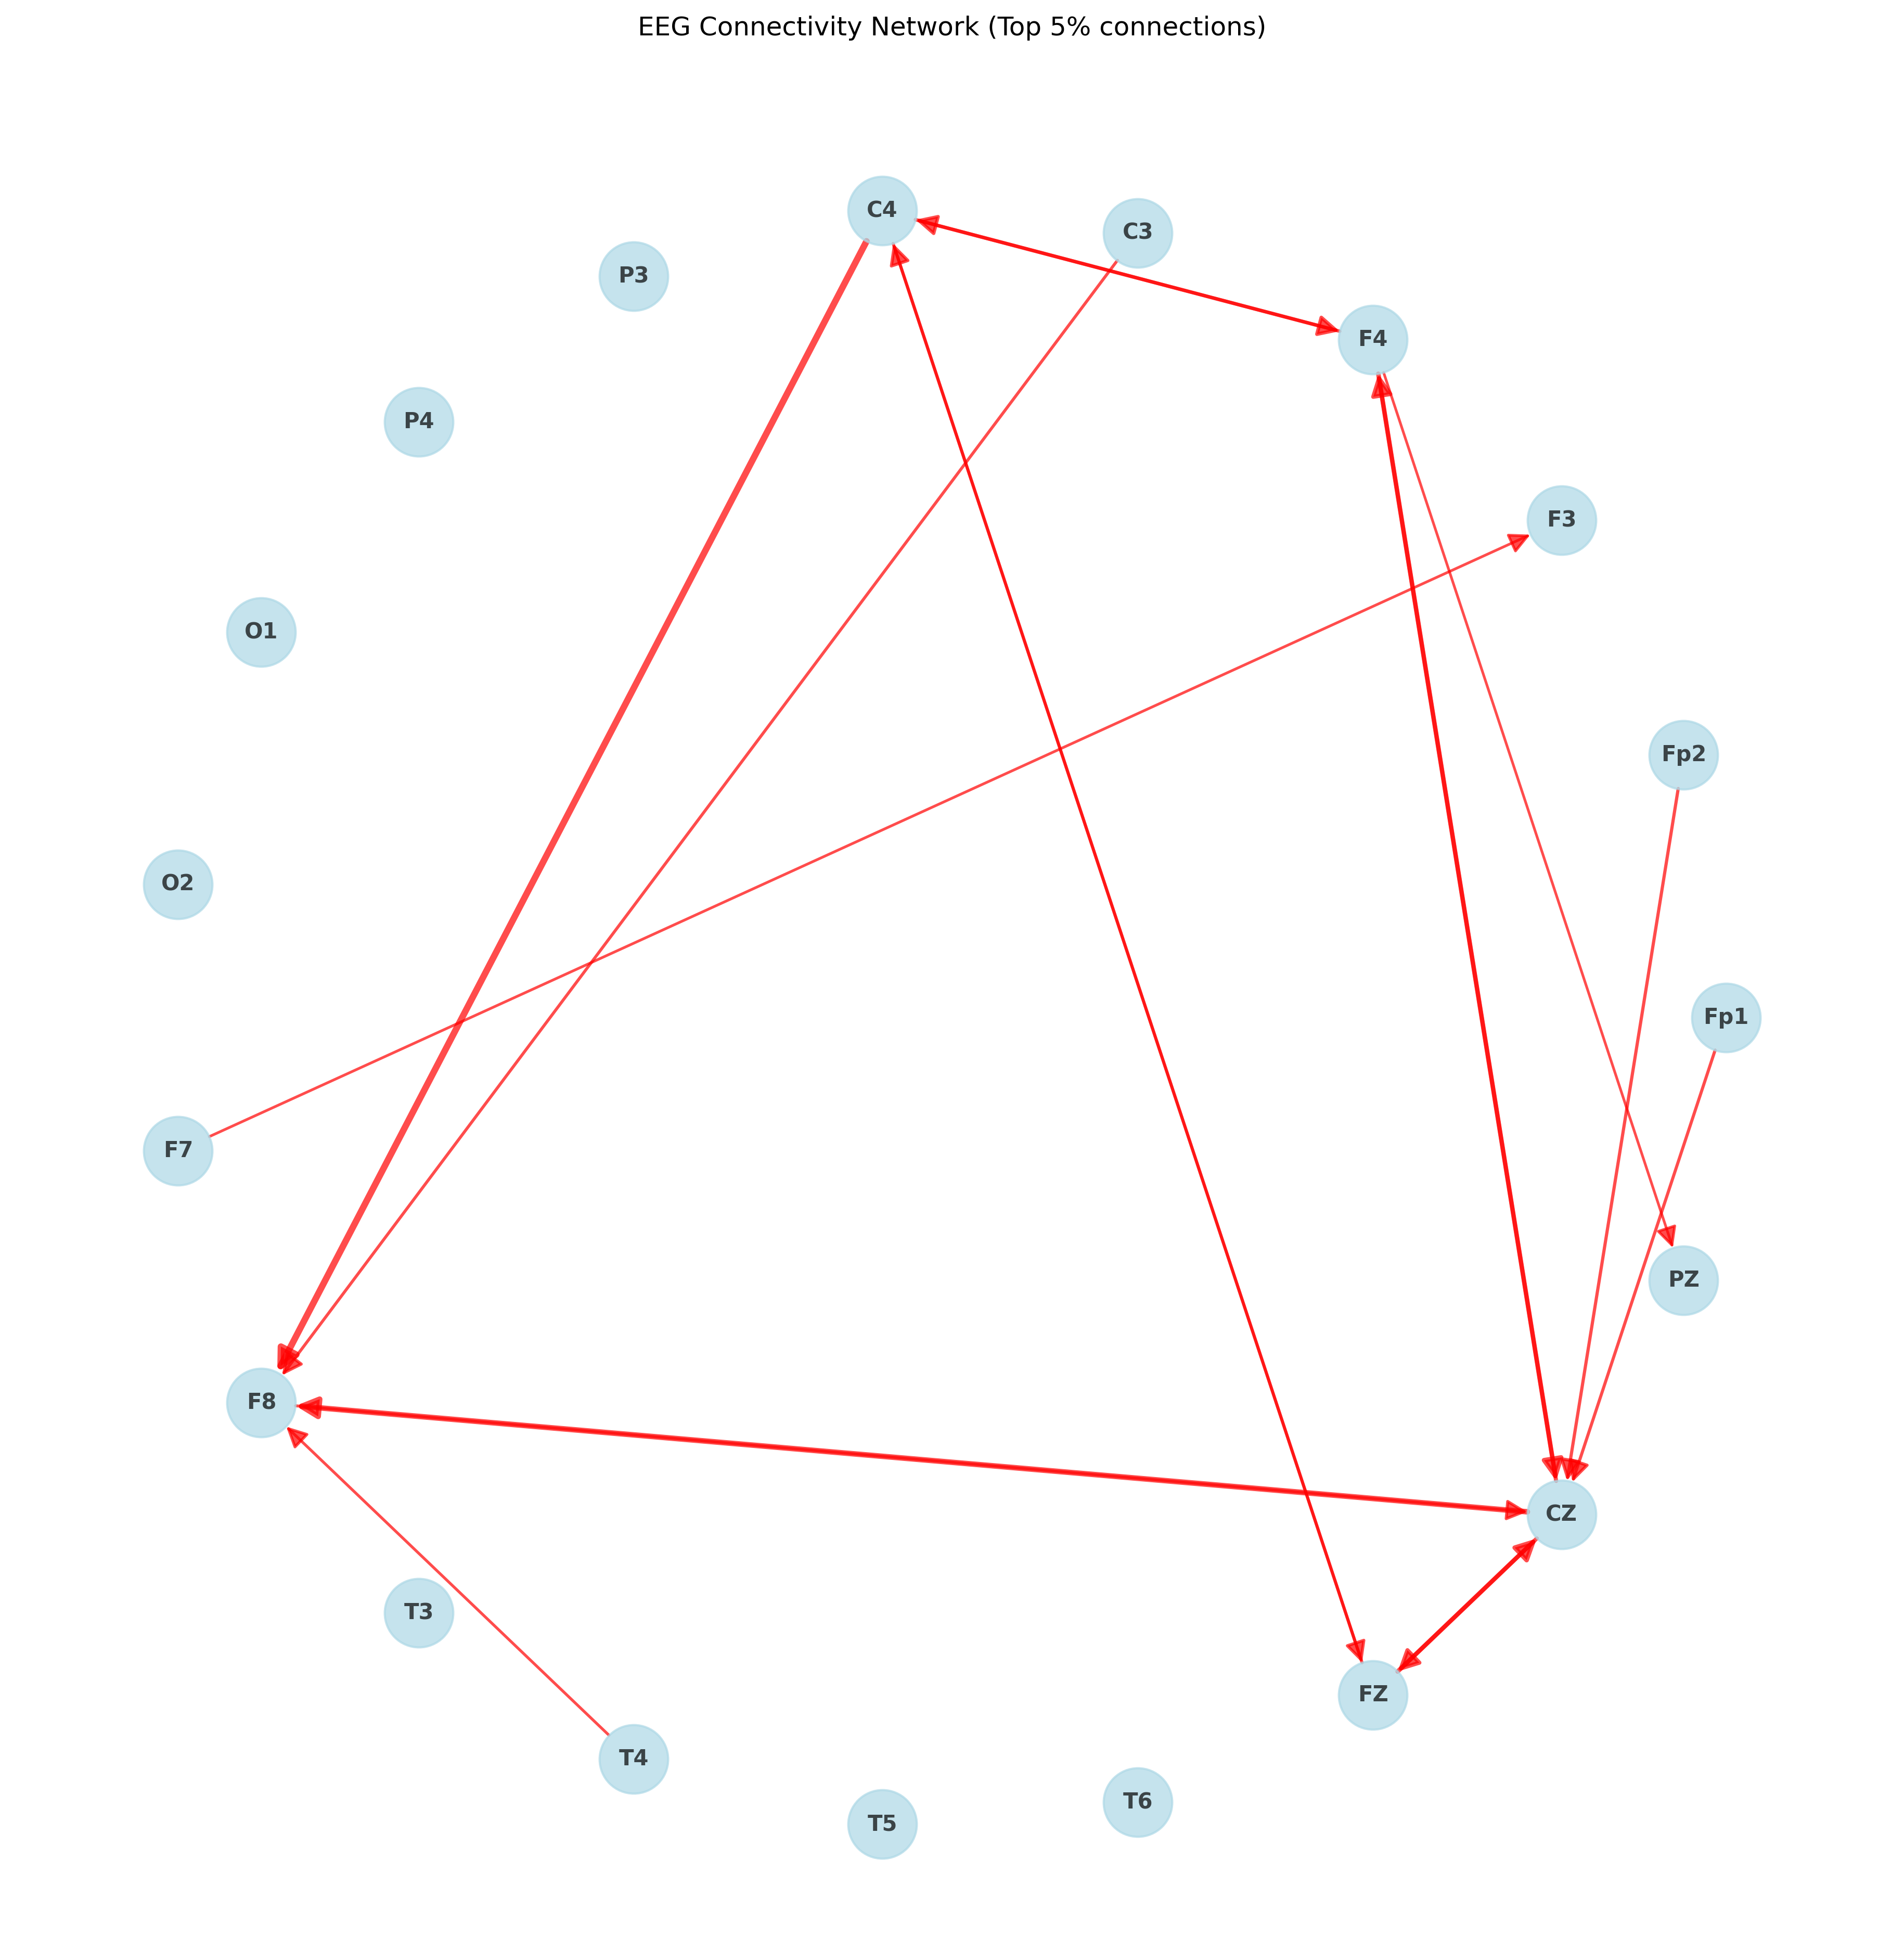 EEG Connectivity Network (Top 5% connections)
C4
C3
P3
F4
P4
F3
O1
Fp2
O2
Fp1
F7
PZ
F8
CZ
T3
FZ
T4
T6
T5